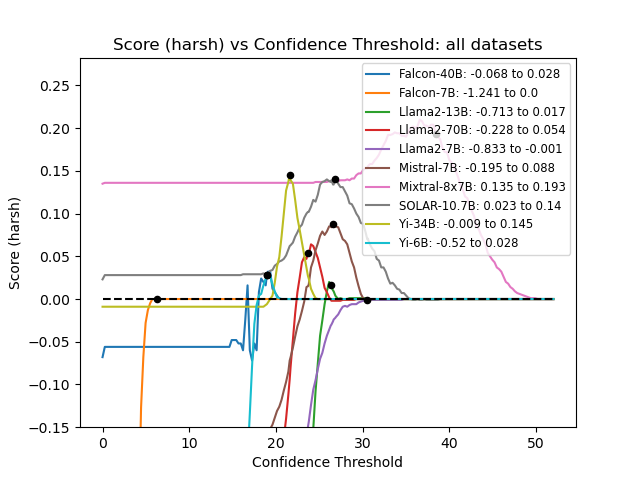 Score (harsh) vs Confidence Threshold: all datasets
Score (harsh)
0.25
0.20
0.15
0.10
0.05
0.00
−0.05
−0.10
−0.15
Falcon-40B: -0.068 to 0.028
Falcon-7B: -1.241 to 0.0
Llama2-13B: -0.713 to 0.017
Llama2-70B: -0.228 to 0.054
Llama2-7B: -0.833 to -0.001
Mistral-7B: -0.195 to 0.088
Mixtral-8x7B: 0.135 to 0.193
SOLAR-10.7B: 0.023 to 0.14
Yi-34B: -0.009 to 0.145
Yi-6B: -0.52 to 0.028
0 10 20 30 40 50
Confidence Threshold